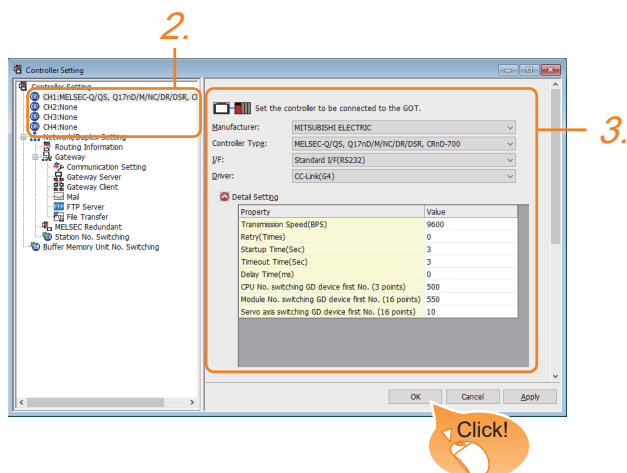 2.
Controller Setting
Controller Setting
CH1:MELSEC-Q/QS, Q17nD/M/NC/DR/DSR, C
CH2:None
CH3:None
CH4:None
Network/Duplex Setting
Routing Information
Gateway
Communication Setting
Gateway Server
Gateway Client
Mail
FTP Server
File Transfer
MELSEC Redundant
Station No. Switching
Buffer Memory Unit No. Switching
Set the controller to be connected to the GOT.
Manufacturer: MITSUBISHI ELECTRIC
Controller Type: MELSEC-Q/QS, Q17nD/M/NC/DR/DSR, CRnD-700
I/F: Standard I/F(RS232)
Driver: CC-Link(G4)
Detail Setting
Property Value
Transmission Speed(BPS) 9600
Retry(Times) 0
Startup Time(Sec) 3
Timeout Time(Sec) 3
Delay Time(ms) 0
CPU No. switching GD device first No. (3 points) 500
Module No. switching GD device first No. (16 points) 550
Servo axis switching GD device first No. (16 points) 10
3.
OK Cancel Apply
Click!